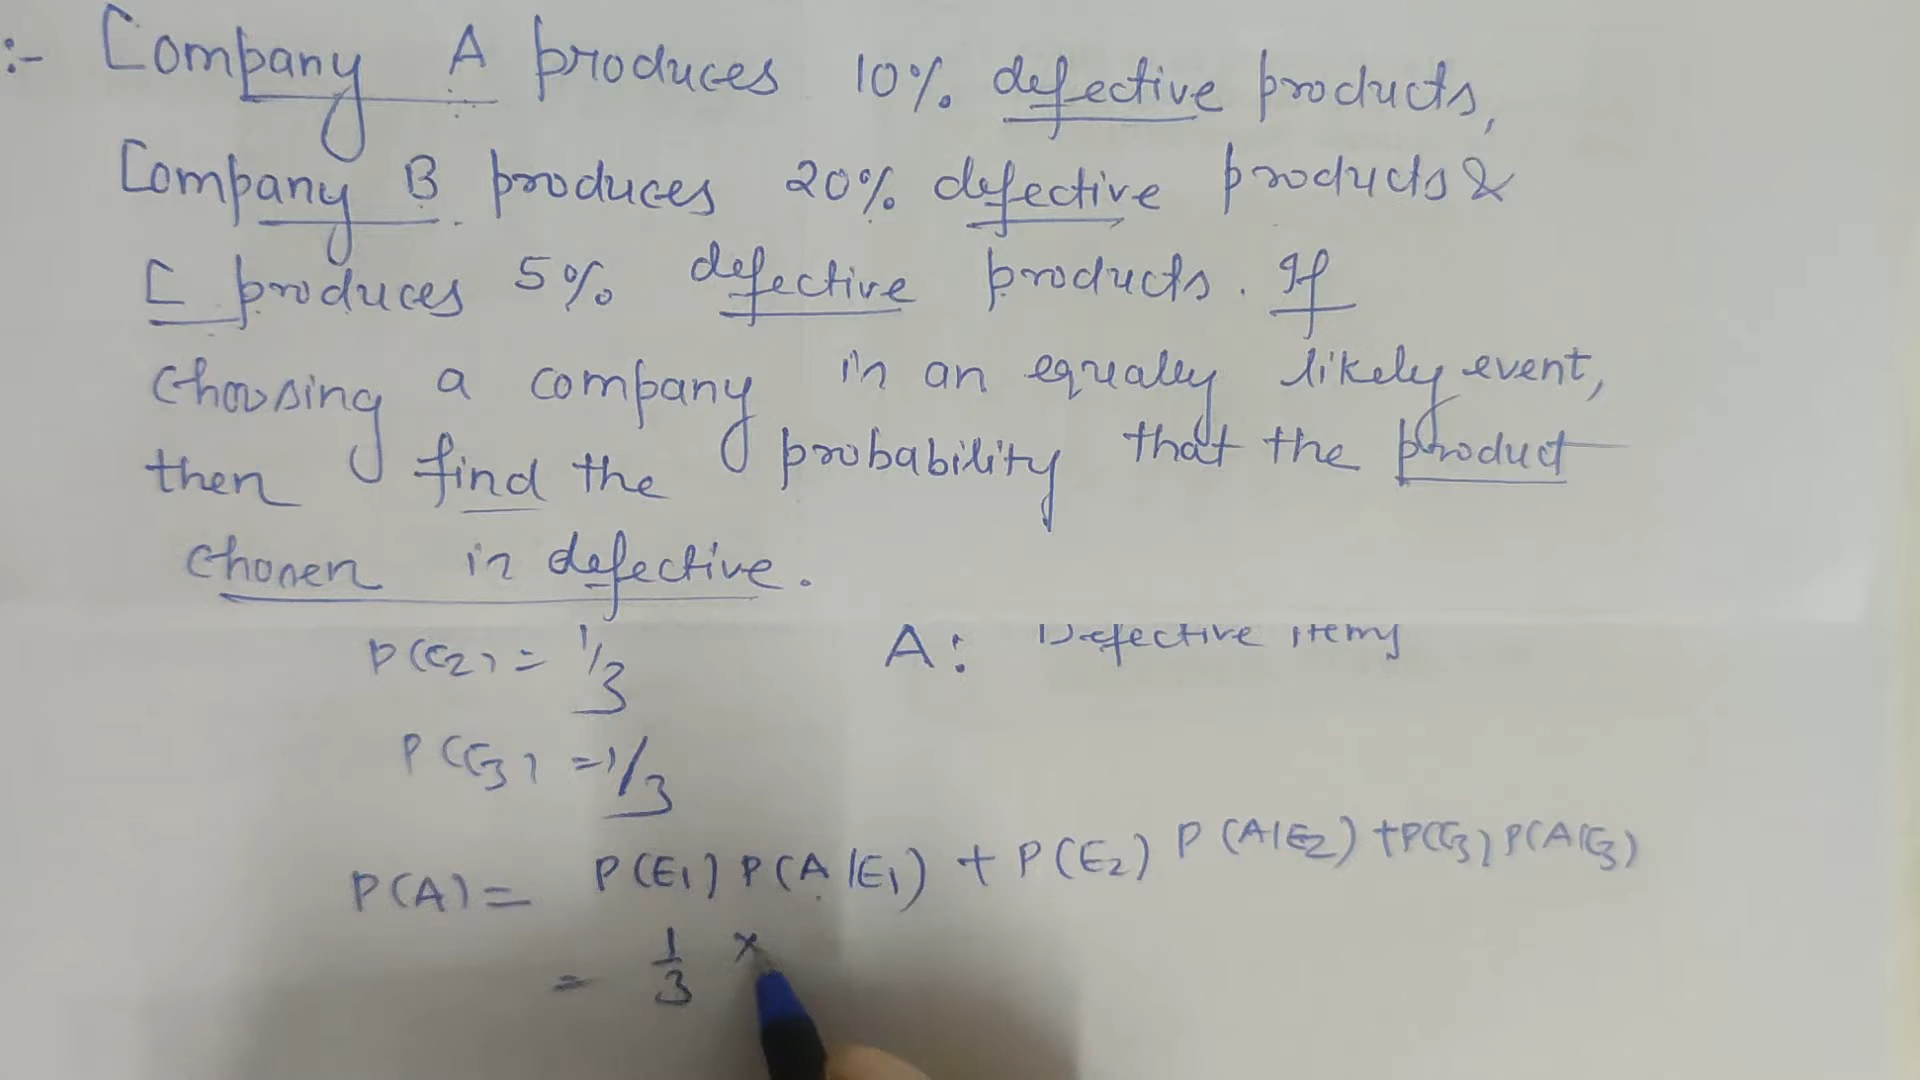 :- Company A produces 10% defective products,
Company B produces 20% defective products &
C produces 5% defective products. If
choosing a company is an equally likely event,
then find the probability that the product
chosen is defective.
P(E2) = 1/3 A: Defective items
P(E3) = 1/3
P(A) = P(E1) P(A|E1) + P(E2) P(A|E2) + P(E3) P(A|E3)
= 1/3 ×